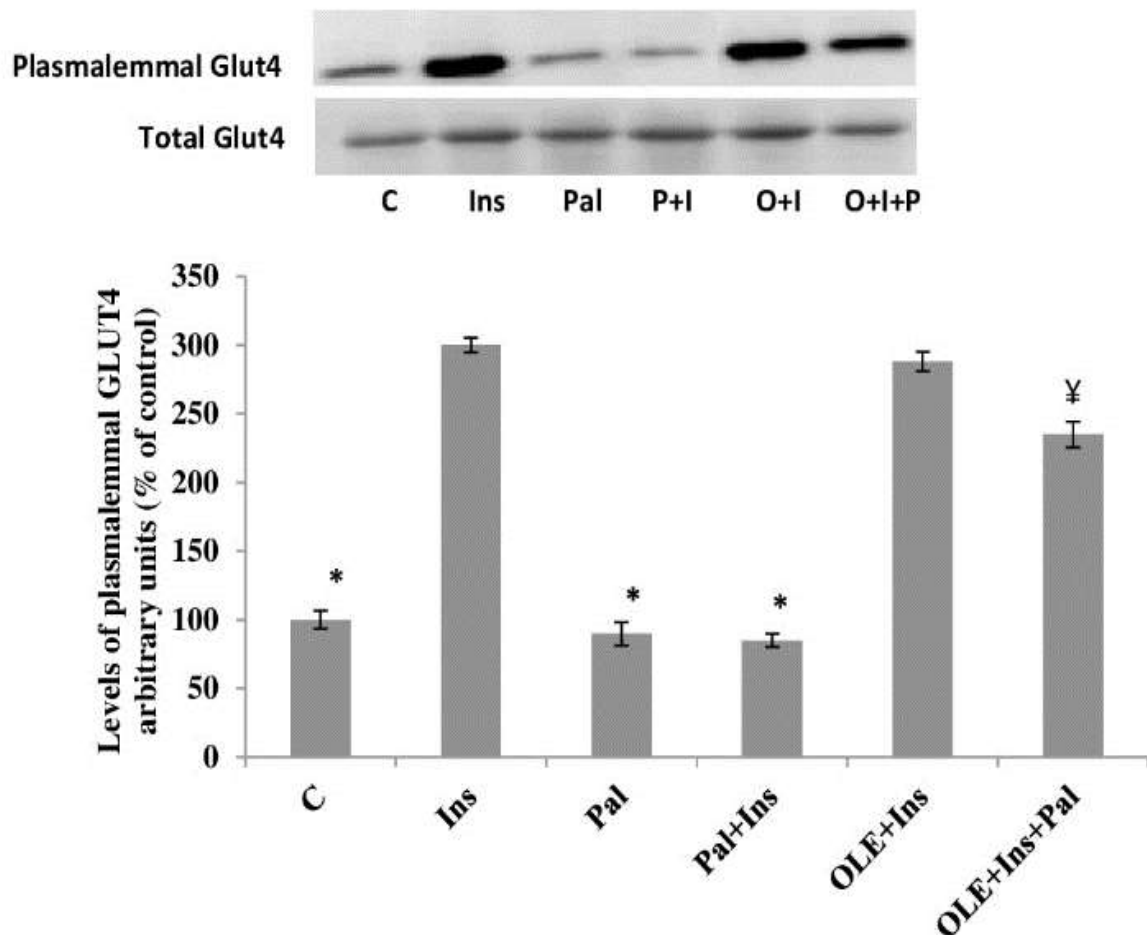 Plasmalemmal Glut4
Total Glut4
C Ins Pal P+I O+I O+I+P
Levels of plasmalemmal GLUT4
arbitrary units (% of control)
350
300
250
200
150
100
50
0
*
*
*
¥
C Ins Pal Pal+Ins OLE+Ins OLE+Ins+Pal